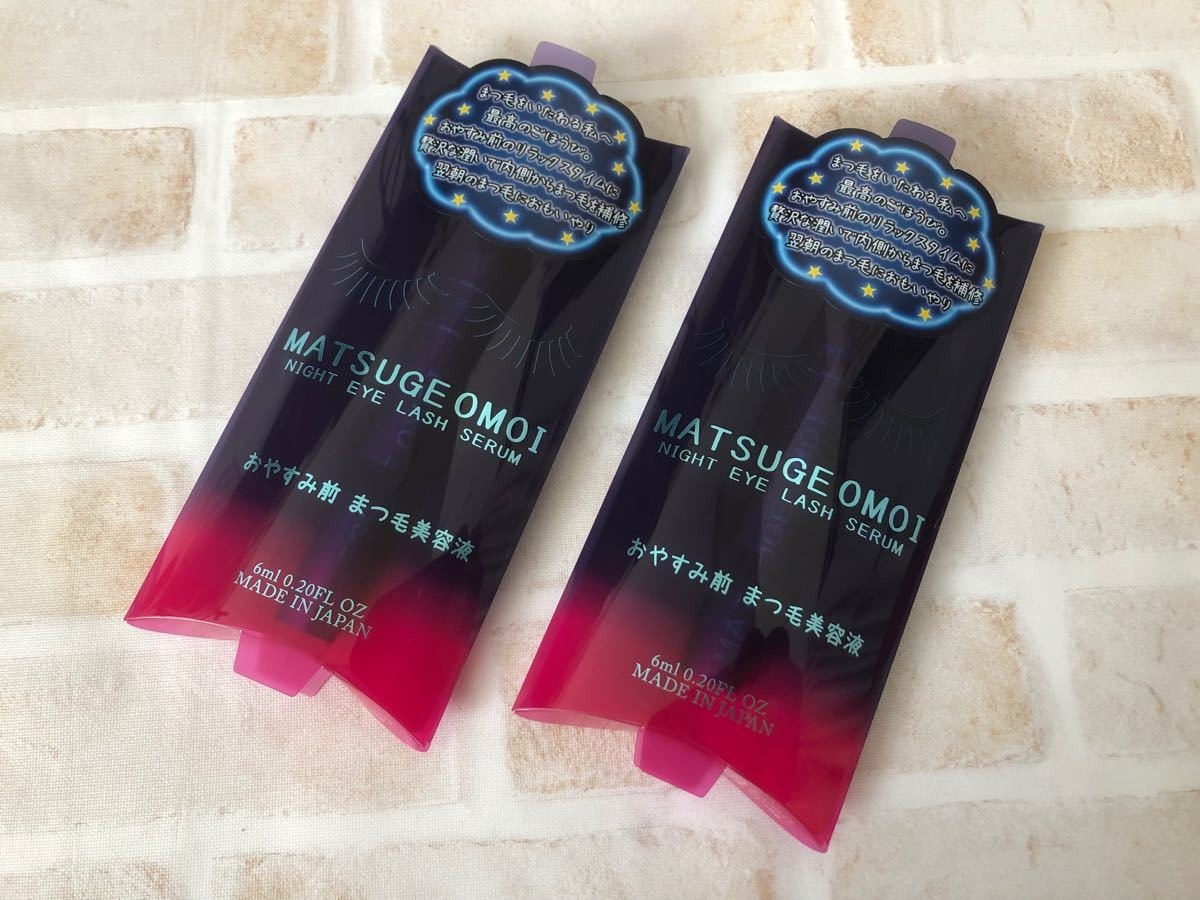 まつ毛をいたわる私へ
最高のごほうび。
おやすみ前のリラックスタイムに
贅沢な潤いで内側からまつ毛を補修
翌朝のまつ毛におもいやり
MATSUGE OMOI
NIGHT EYE LASH SERUM
おやすみ前 まつ毛美容液
6ml 0.20FL OZ
MADE IN JAPAN
まつ毛をいたわる私へ
最高のごほうび。
おやすみ前のリラックスタイムに
贅沢な潤いで内側からまつ毛を補修
翌朝のまつ毛におもいやり
MATSUGE OMOI
NIGHT EYE LASH SERUM
おやすみ前 まつ毛美容液
6ml 0.20FL OZ
MADE IN JAPAN